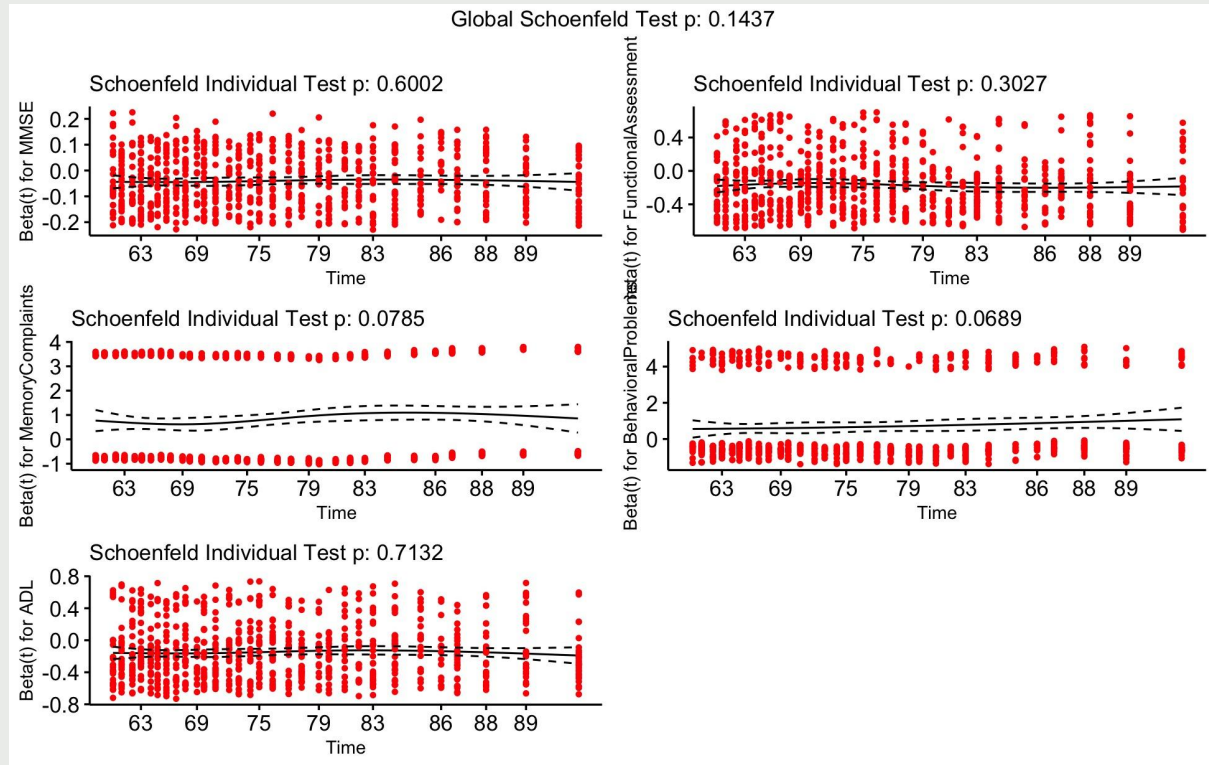 Global Schoenfeld Test p: 0.1437
Schoenfeld Individual Test p: 0.6002
Beta(t) for MMSE
0.2
0.1
0.0
-0.1
-0.2
63 69 75 79 83 86 88 89
Time
Schoenfeld Individual Test p: 0.3027
Beta(t) for FunctionalAssessment
0.4
0.0
-0.4
63 69 75 79 83 86 88 89
Time
Schoenfeld Individual Test p: 0.0785
Beta(t) for MemoryComplaints
4
3
2
1
0
-1
63 69 75 79 83 86 88 89
Time
Schoenfeld Individual Test p: 0.0689
Beta(t) for BehavioralProblems
4
2
0
63 69 75 79 83 86 88 89
Time
Schoenfeld Individual Test p: 0.7132
Beta(t) for ADL
0.8
0.4
0.0
-0.4
-0.8
63 69 75 79 83 86 88 89
Time